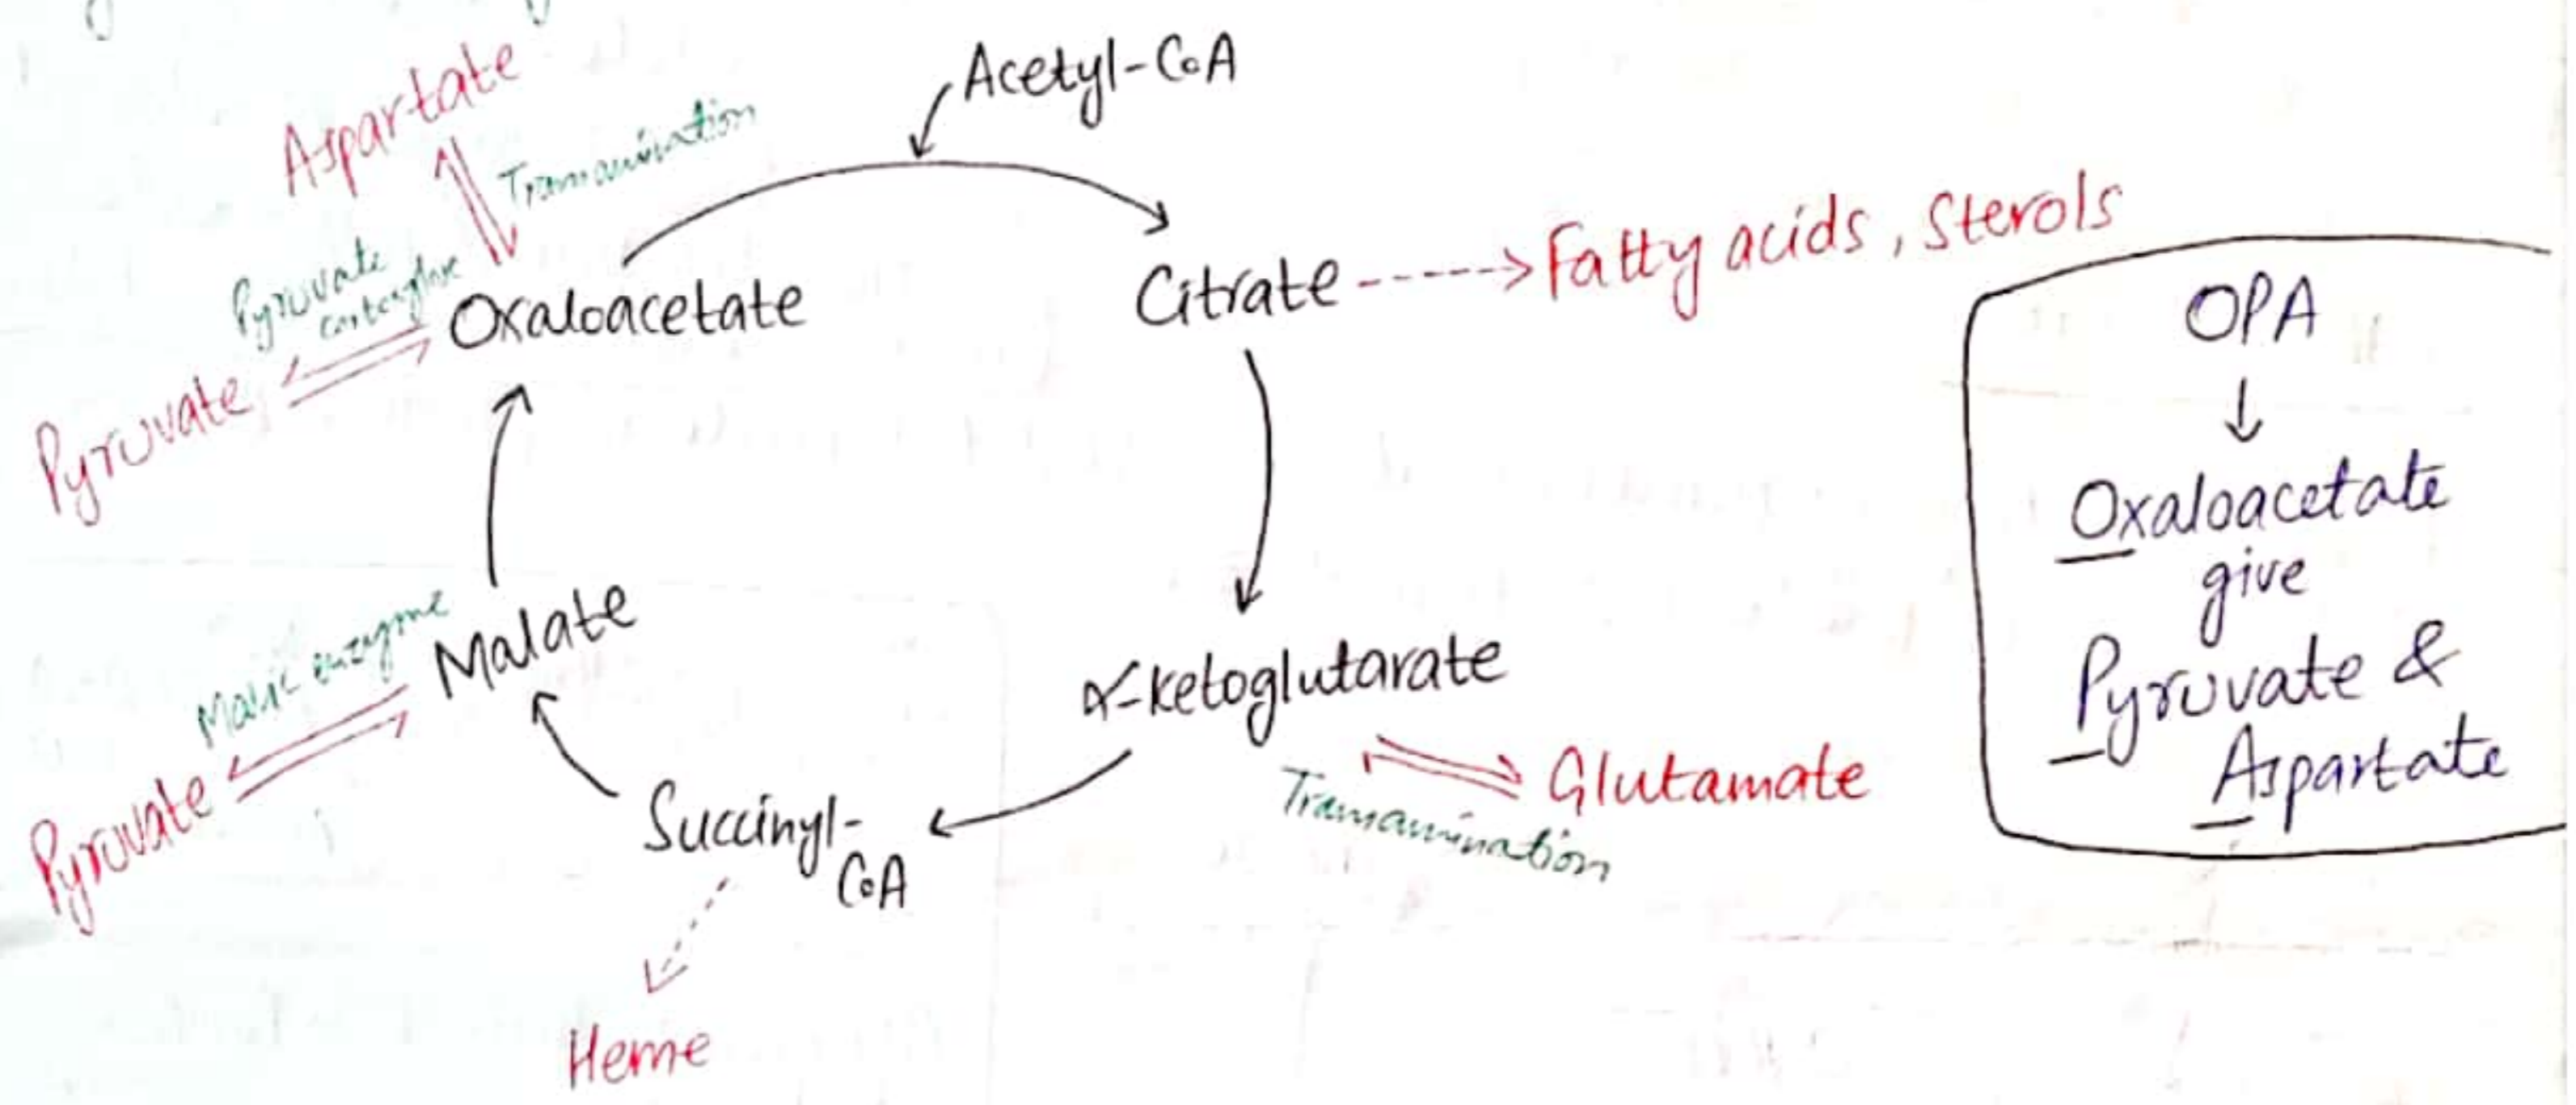 Acetyl-CoA
Aspartate
Transamination
Fatty acids, Sterols
Pyruvate
carboxylase
Oxaloacetate
Citrate
Pyruvate
Malic enzyme
Malate
α-ketoglutarate
Pyruvate
Succinyl-
CoA
Glutamate
Transamination
Heme
OPA
Oxaloacetate
give
Pyruvate &
Aspartate